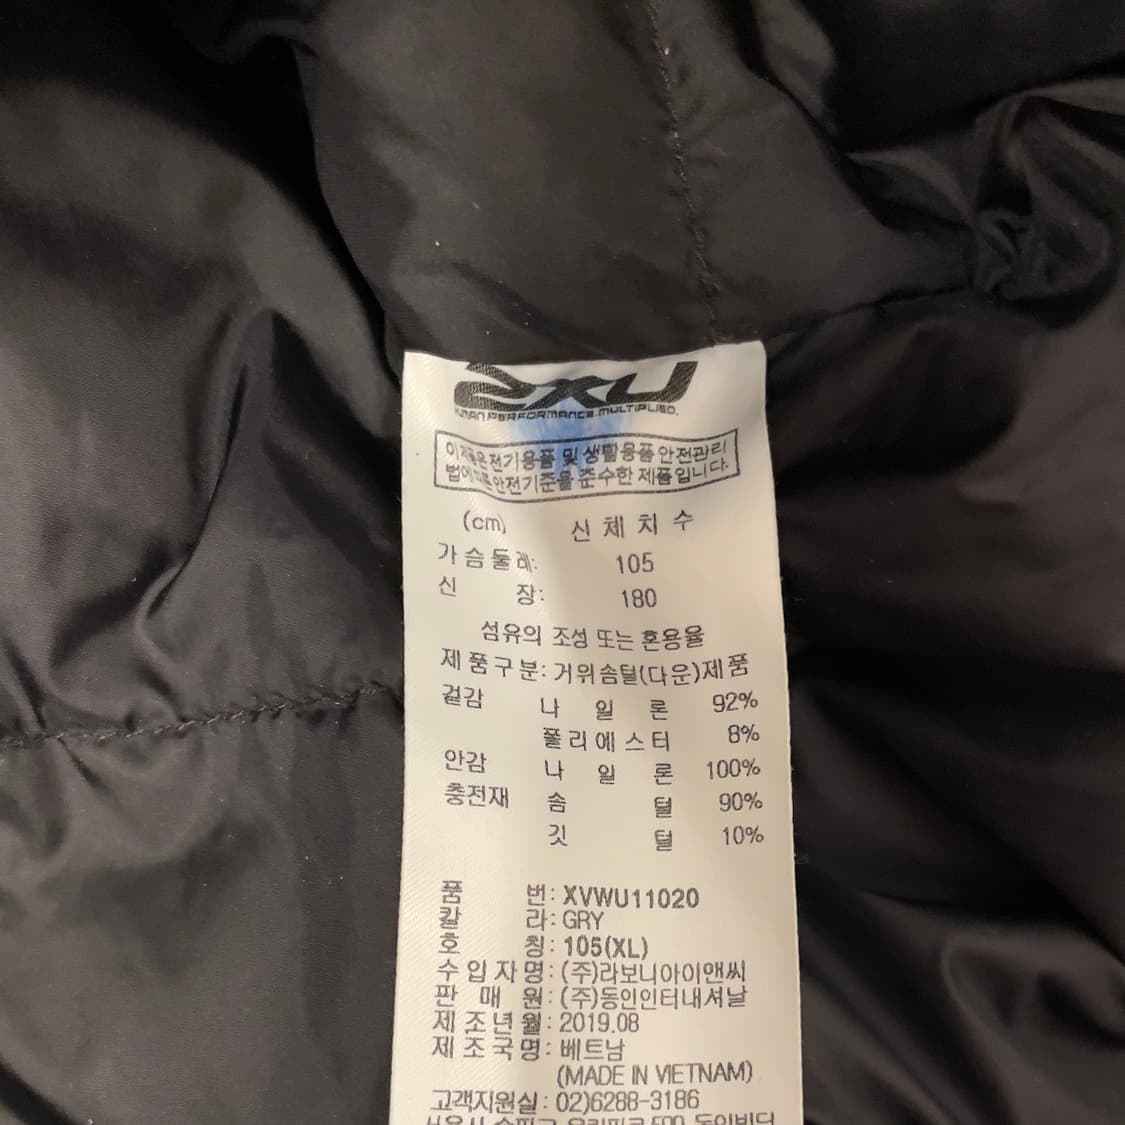 2XU
HUMAN PERFORMANCE. MULTIPLIED.
이제품은전기용품 및 생활용품 안전관리
법에따른안전기준을 준수한 제품입니다.
(cm) 신체치수
가슴둘레: 105
신 장: 180
섬유의 조성 또는 혼용율
제품구분: 거위솜털(다운)제품
겉감 나 일 론 92%
폴리에스터 8%
안감 나 일 론 100%
충전재 솜 털 90%
깃 털 10%
품 번: XVWU11020
칼 라: GRY
호 칭: 105(XL)
수입자명: (주)라보니아이앤씨
판 매 원: (주)동인인터내셔날
제조년월: 2019.08
제조국명: 베트남
(MADE IN VIETNAM)
고객지원실: 02)6288-3186